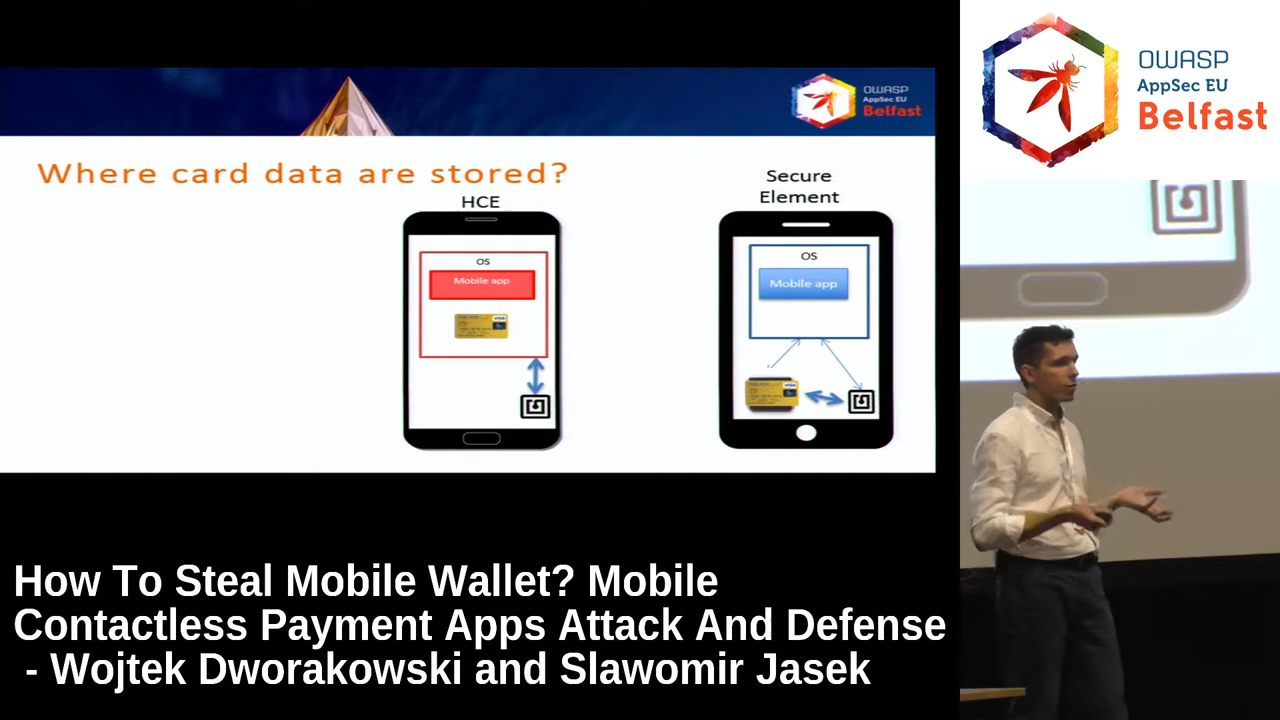 OWASP
AppSec EU
Belfast
OWASP
AppSec EU
Belfast
Where card data are stored?
HCE
OS
Mobile app
VISA
Secure
Element
OS
Mobile app
VISA
How To Steal Mobile Wallet? Mobile
Contactless Payment Apps Attack And Defense
- Wojtek Dworakowski and Slawomir Jasek